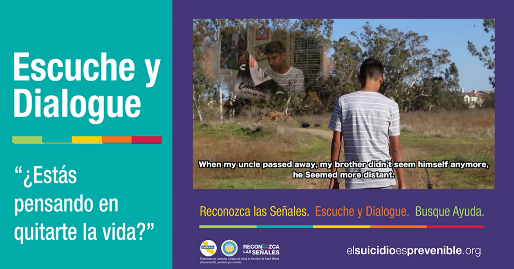 Escuche y
Dialogue
“¿Estás
pensando en
quitarte la vida?”
When my uncle passed away, my brother didn't seem himself anymore,
he Seemed more distant.
Reconozca las Señales. Escuche y Dialogue. Busque Ayuda.
RECONOZCA
LAS SEÑALES
elsuicidioesprevenible.org